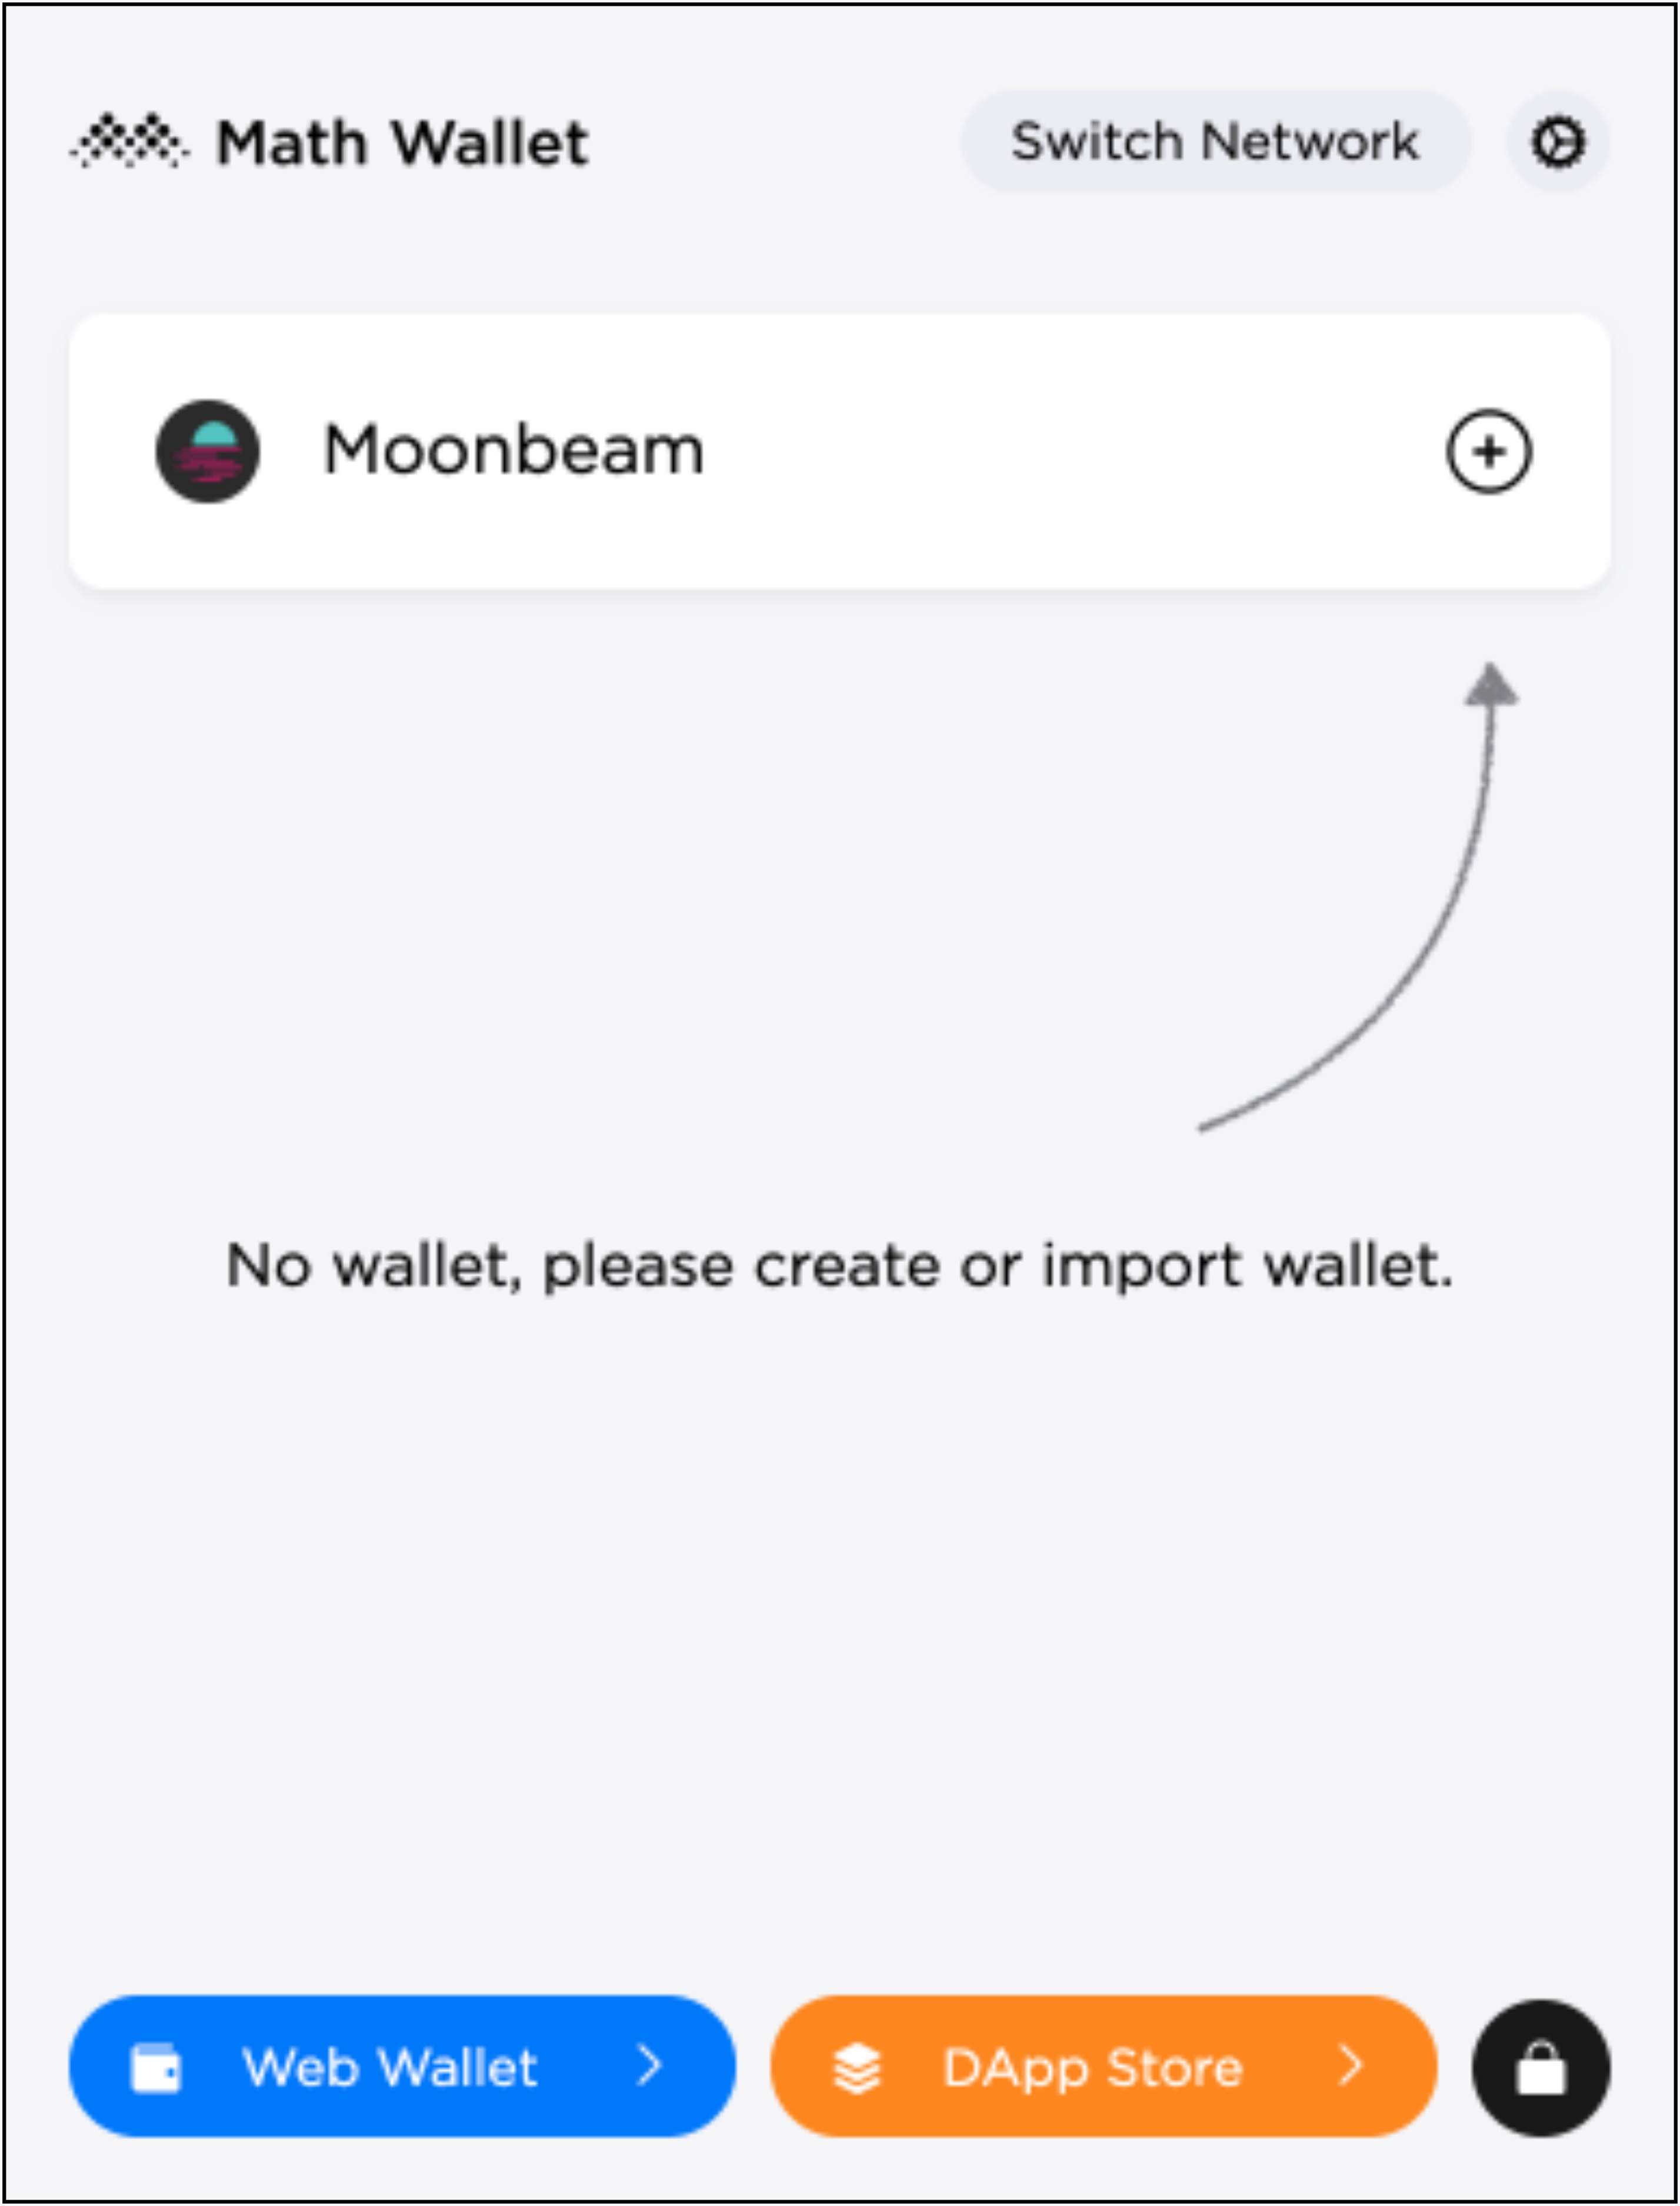 Math Wallet
Switch Network
Moonbeam
No wallet, please create or import wallet.
Web Wallet
DApp Store